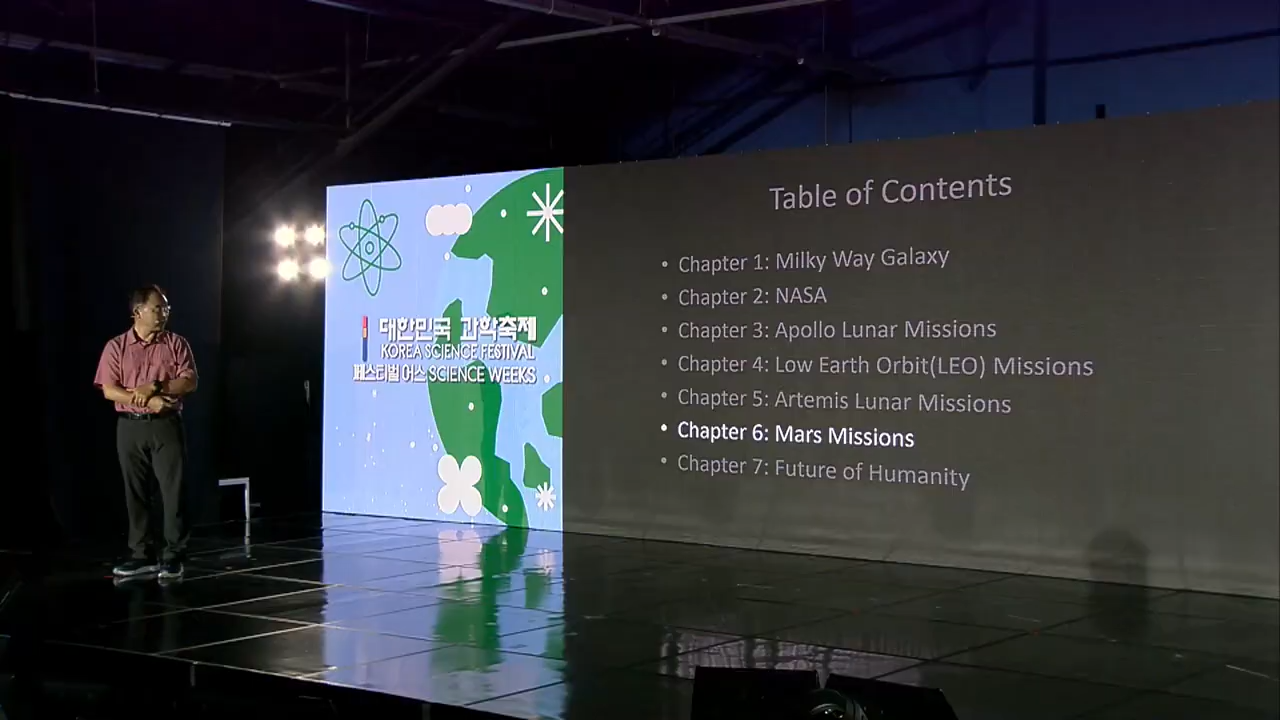 대한민국 과학축제
KOREA SCIENCE FESTIVAL
페스티벌 어스 SCIENCE WEEKS
Table of Contents
• Chapter 1: Milky Way Galaxy
• Chapter 2: NASA
• Chapter 3: Apollo Lunar Missions
• Chapter 4: Low Earth Orbit(LEO) Missions
• Chapter 5: Artemis Lunar Missions
• Chapter 6: Mars Missions
• Chapter 7: Future of Humanity